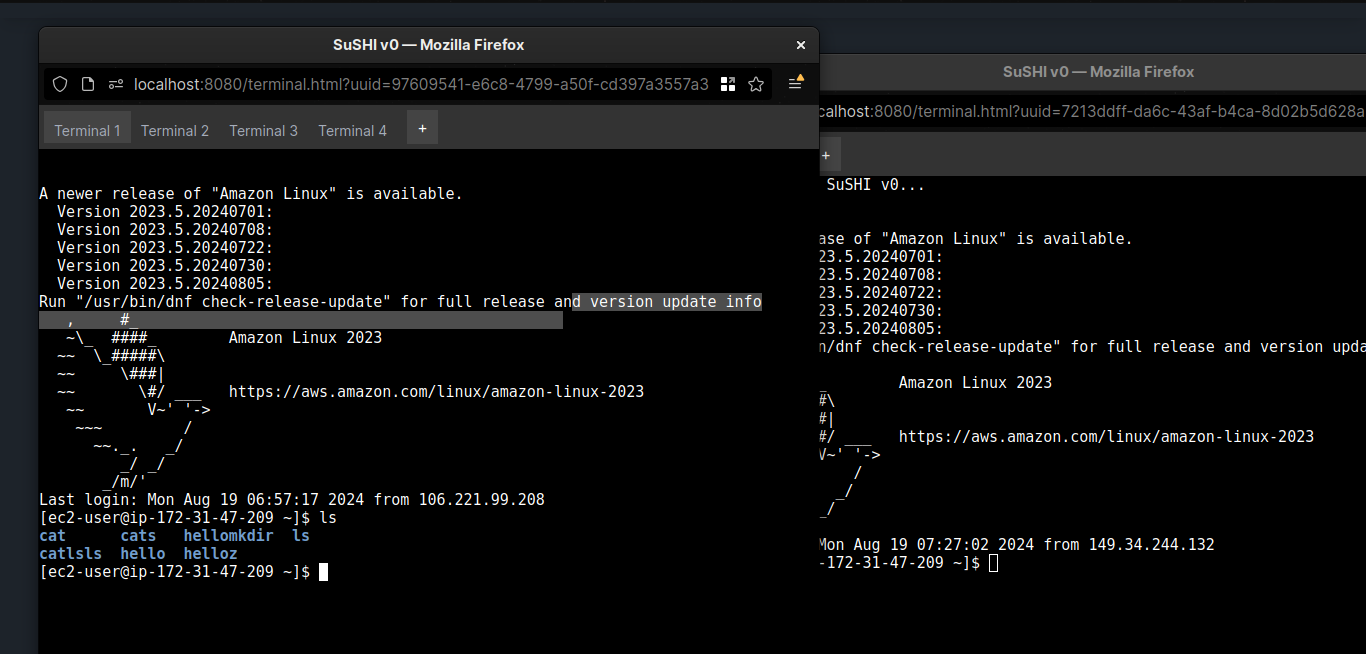 SuSHI v0 — Mozilla Firefox
localhost:8080/terminal.html?uuid=97609541-e6c8-4799-a50f-cd397a3557a3
Terminal 1 Terminal 2 Terminal 3 Terminal 4 +
A newer release of "Amazon Linux" is available.
  Version 2023.5.20240701:
  Version 2023.5.20240708:
  Version 2023.5.20240722:
  Version 2023.5.20240730:
  Version 2023.5.20240805:
Run "/usr/bin/dnf check-release-update" for full release and version update info
   ,     #_
   ~\_  ####_        Amazon Linux 2023
  ~~  \_#####\
  ~~     \###|
  ~~       \#/ ___   https://aws.amazon.com/linux/amazon-linux-2023
   ~~       V~' '->
    ~~~         /
      ~~._.   _/
         _/ _/
       _/m/'
Last login: Mon Aug 19 06:57:17 2024 from 106.221.99.208
[ec2-user@ip-172-31-47-209 ~]$ ls
cat      cats   hellomkdir  ls
catlsls  hello  helloz
[ec2-user@ip-172-31-47-209 ~]$
SuSHI v0 — Mozilla Firefox
calhost:8080/terminal.html?uuid=7213ddff-da6c-43af-b4ca-8d02b5d628a
+
SuSHI v0...
ase of "Amazon Linux" is available.
23.5.20240701:
23.5.20240708:
23.5.20240722:
23.5.20240730:
23.5.20240805:
n/dnf check-release-update" for full release and version upda
_        Amazon Linux 2023
#\
#|
#/ ___   https://aws.amazon.com/linux/amazon-linux-2023
V~' '->
    /
  _/
_/
Mon Aug 19 07:27:02 2024 from 149.34.244.132
-172-31-47-209 ~]$